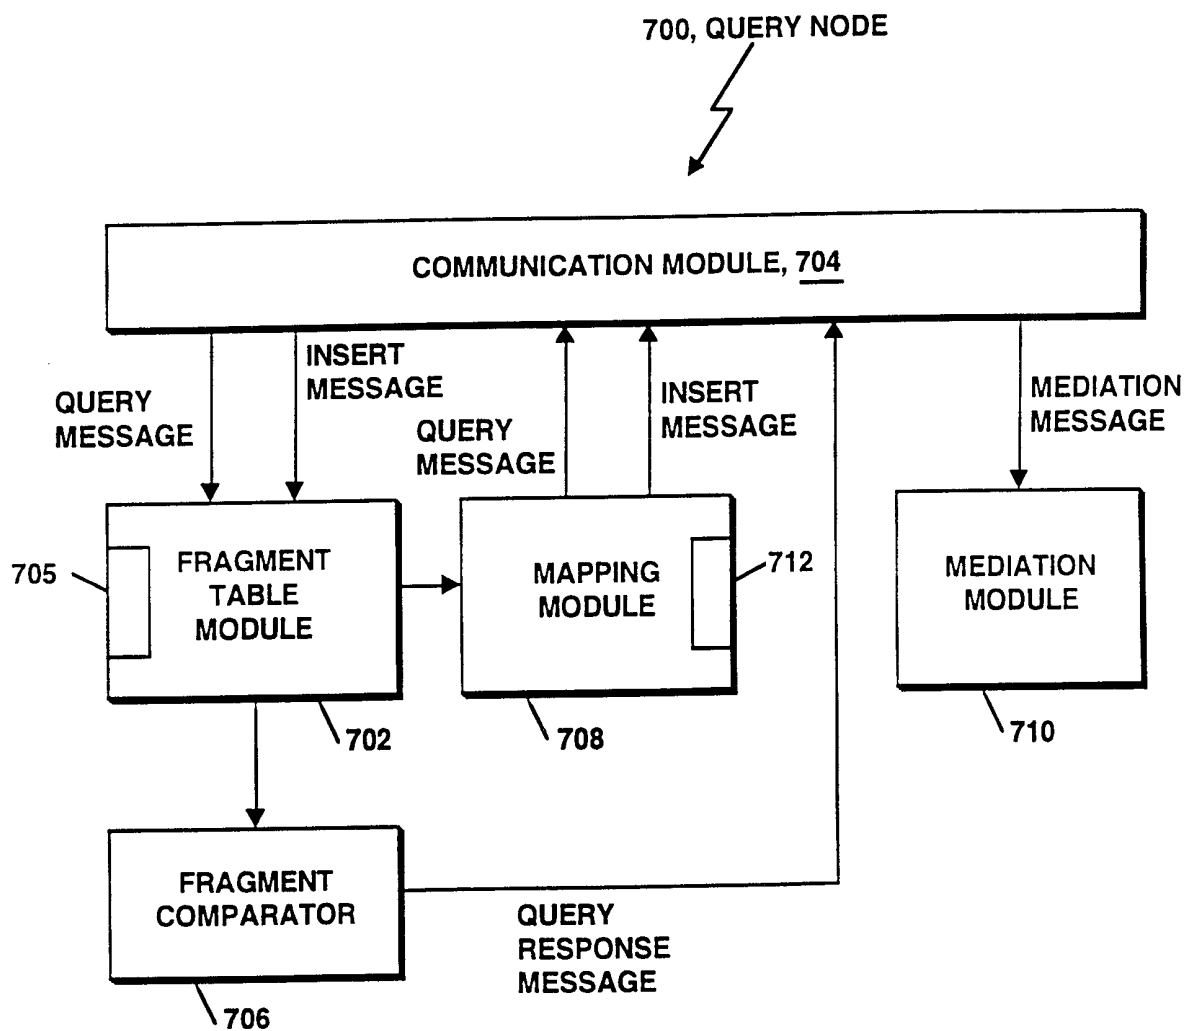 700, QUERY NODE
COMMUNICATION MODULE, 704
QUERY
MESSAGE
INSERT
MESSAGE
QUERY
MESSAGE
INSERT
MESSAGE
MEDIATION
MESSAGE
705
FRAGMENT
TABLE
MODULE
702
MAPPING
MODULE
712
708
MEDIATION
MODULE
710
FRAGMENT
COMPARATOR
706
QUERY
RESPONSE
MESSAGE